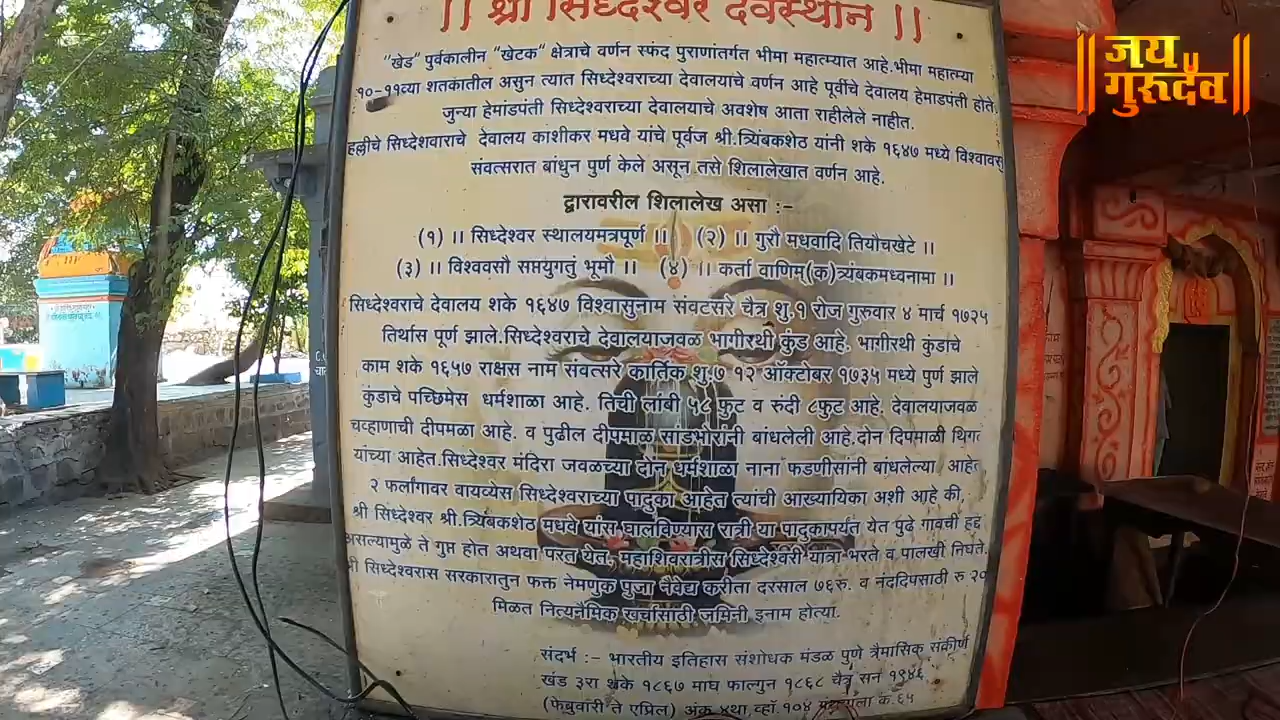 || श्री सिध्देश्वर देवस्थान ||
जय गुरुदेव
"खेड" पुर्वकालीन "खेटक" क्षेत्राचे वर्णन स्फंद पुराणांतर्गत भीमा महात्म्यात आहे.भीमा महात्म्या
१०-११व्या शतकातील असुन त्यात सिध्देश्वराच्या देवालयाचे वर्णन आहे पूर्वीचे देवालय हेमाडपंती होते.
जुन्या हेमांडपंती सिध्देश्वराच्या देवालयाचे अवशेष आता राहीलेले नाहीत.
हल्लीचे सिध्देशवाराचे देवालय काशीकर मधवे यांचे पूर्वज श्री.त्र्यिंबकशेठ यांनी शके १६४७ मध्ये विश्वावसु
संवत्सरात बांधुन पुर्ण केले असून तसे शिलालेखात वर्णन आहे.
द्वारावरील शिलालेख असा :-
(१) ।। सिध्देश्वर स्थालयमत्रपूर्ण ।। (२) ।। गुरौ मधवादि तियौचखेटे ।।
(३) ।। विश्ववसौ सप्तयुगतुं भूमौ ।। (४) ।। कर्ता वाणिम्(क)त्र्यंबकमध्वनामा ।।
सिध्देश्वराचे देवालय शके १६४७ विश्वासुनाम संवटसरे चैत्र शु.१ रोज गुरुवार ४ मार्च १७२५
तिर्थास पूर्ण झाले.सिध्देश्वराचे देवालयाजवळ भागीरथी कुंड आहे. भागीरथी कुंडाचे
काम शके १६५७ राक्षस नाम संवत्सरे कार्तिक शु.७ १२ ऑक्टोबर १७३५ मध्ये पुर्ण झाले
कुंडाचे पच्छिमेस धर्मशाळा आहे. तिची लांबी ५८ फुट व रुंदी ८फुट आहे. देवालयाजवळ
चव्हाणाची दीपमळा आहे. व पुढील दीपमाळ सांडभोरांनी बांधलेली आहे.दोन दिपमाळी थिगर
यांच्या आहेत.सिध्देश्वर मंदिरा जवळच्या दोन धर्मशाळा नाना फडणीसांनी बांधलेल्या आहेत
२ फर्लांगावर वायव्येस सिध्देश्वराच्या पादुका आहेत त्यांची आख्यायिका अशी आहे की,
श्री सिध्देश्वर श्री.त्र्यिंबकशेठ मधवे यांस घालविण्यास रात्री या पादुकापर्यंत येत पुढे गावची हद्द
असल्यामुळे ते गुप्त होत अथवा परत येत. महाशिवरात्रीस सिध्देश्वरी यात्रा भरते व पालखी निघते.
श्री सिध्देश्वरास सरकारातुन फक्त नेमणुक पुजा नैवेद्य करीता दरसाल ७६रु. व नंददिपसाठी रु २०
मिळत नित्यनैमिक खर्चासाठी जमिनी इनाम होत्या.
संदर्भ :- भारतीय इतिहास संशोधक मंडळ पुणे त्रैमासिक संकीर्ण
खंड ३रा शके १८६७ माघ फाल्गुन १८६८ चैत्र सन १९४६
(फेबुवांरी ते एप्रिल) अंक ४था,व्हॉ.१०४ क.६५